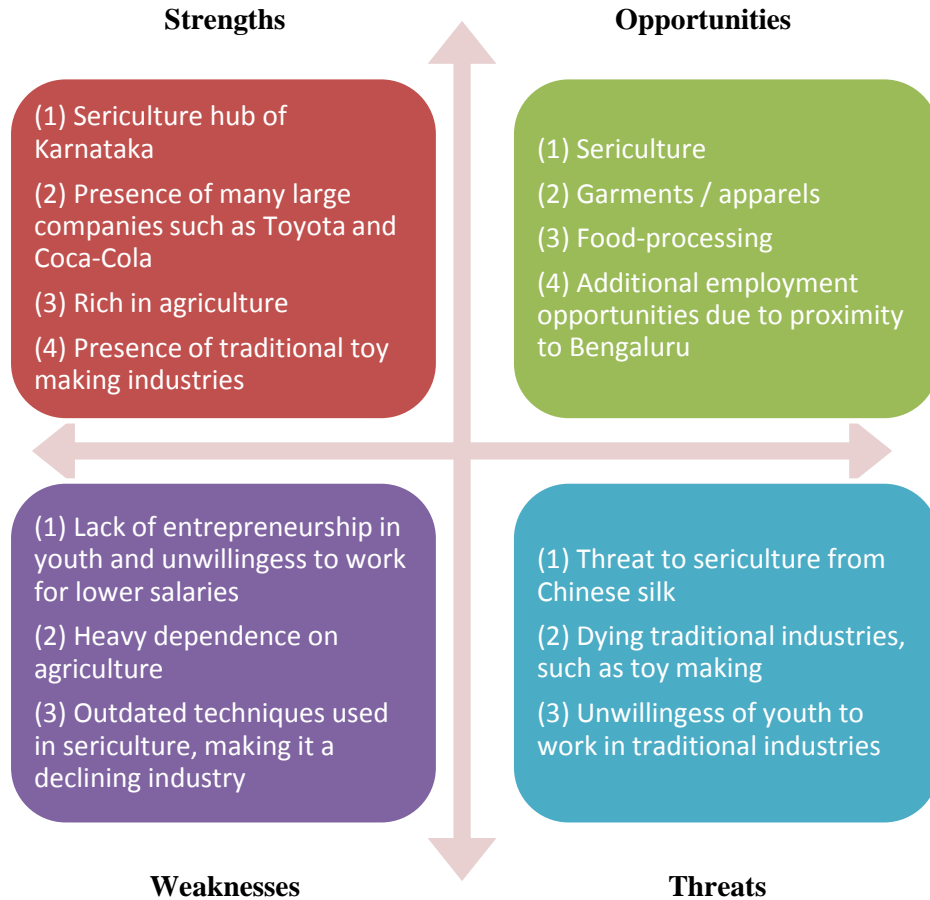 Strengths
(1) Sericulture hub of
Karnataka
(2) Presence of many large
companies such as Toyota and
Coca-Cola
(3) Rich in agriculture
(4) Presence of traditional toy
making industries
Opportunities
(1) Sericulture
(2) Garments / apparels
(3) Food-processing
(4) Additional employment
opportunities due to proximity
to Bengaluru
(1) Lack of entrepreneurship in
youth and unwillingess to work
for lower salaries
(2) Heavy dependence on
agriculture
(3) Outdated techniques used
in sericulture, making it a
declining industry
Weaknesses
(1) Threat to sericulture from
Chinese silk
(2) Dying traditional industries,
such as toy making
(3) Unwillingess of youth to
work in traditional industries
Threats